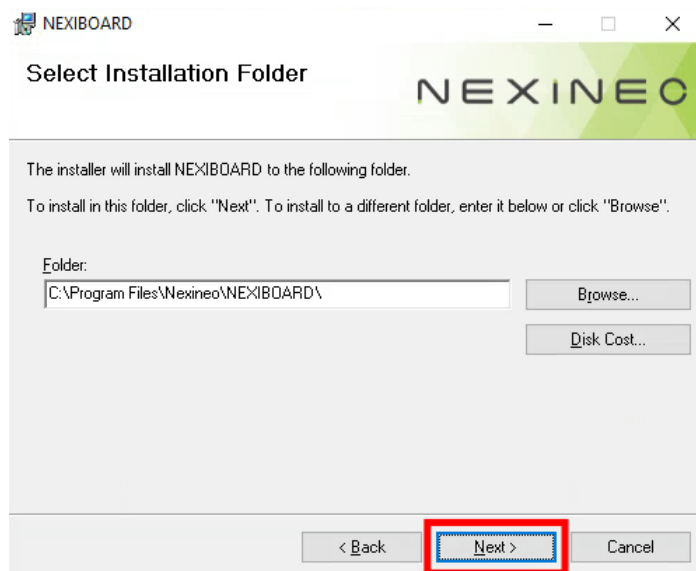 NEXIBOARD
Select Installation Folder
NEXINEO
The installer will install NEXIBOARD to the following folder.
To install in this folder, click "Next". To install to a different folder, enter it below or click "Browse".
Folder:
C:\Program Files\Nexineo\NEXIBOARD\
Browse...
Disk Cost...
< Back
Next >
Cancel